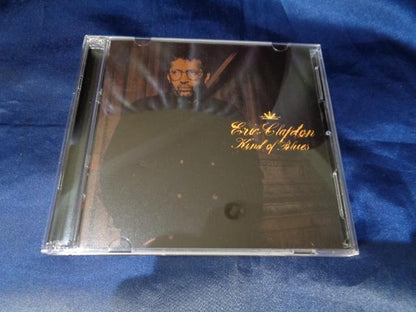 Eric Clapton
Kind of Blues